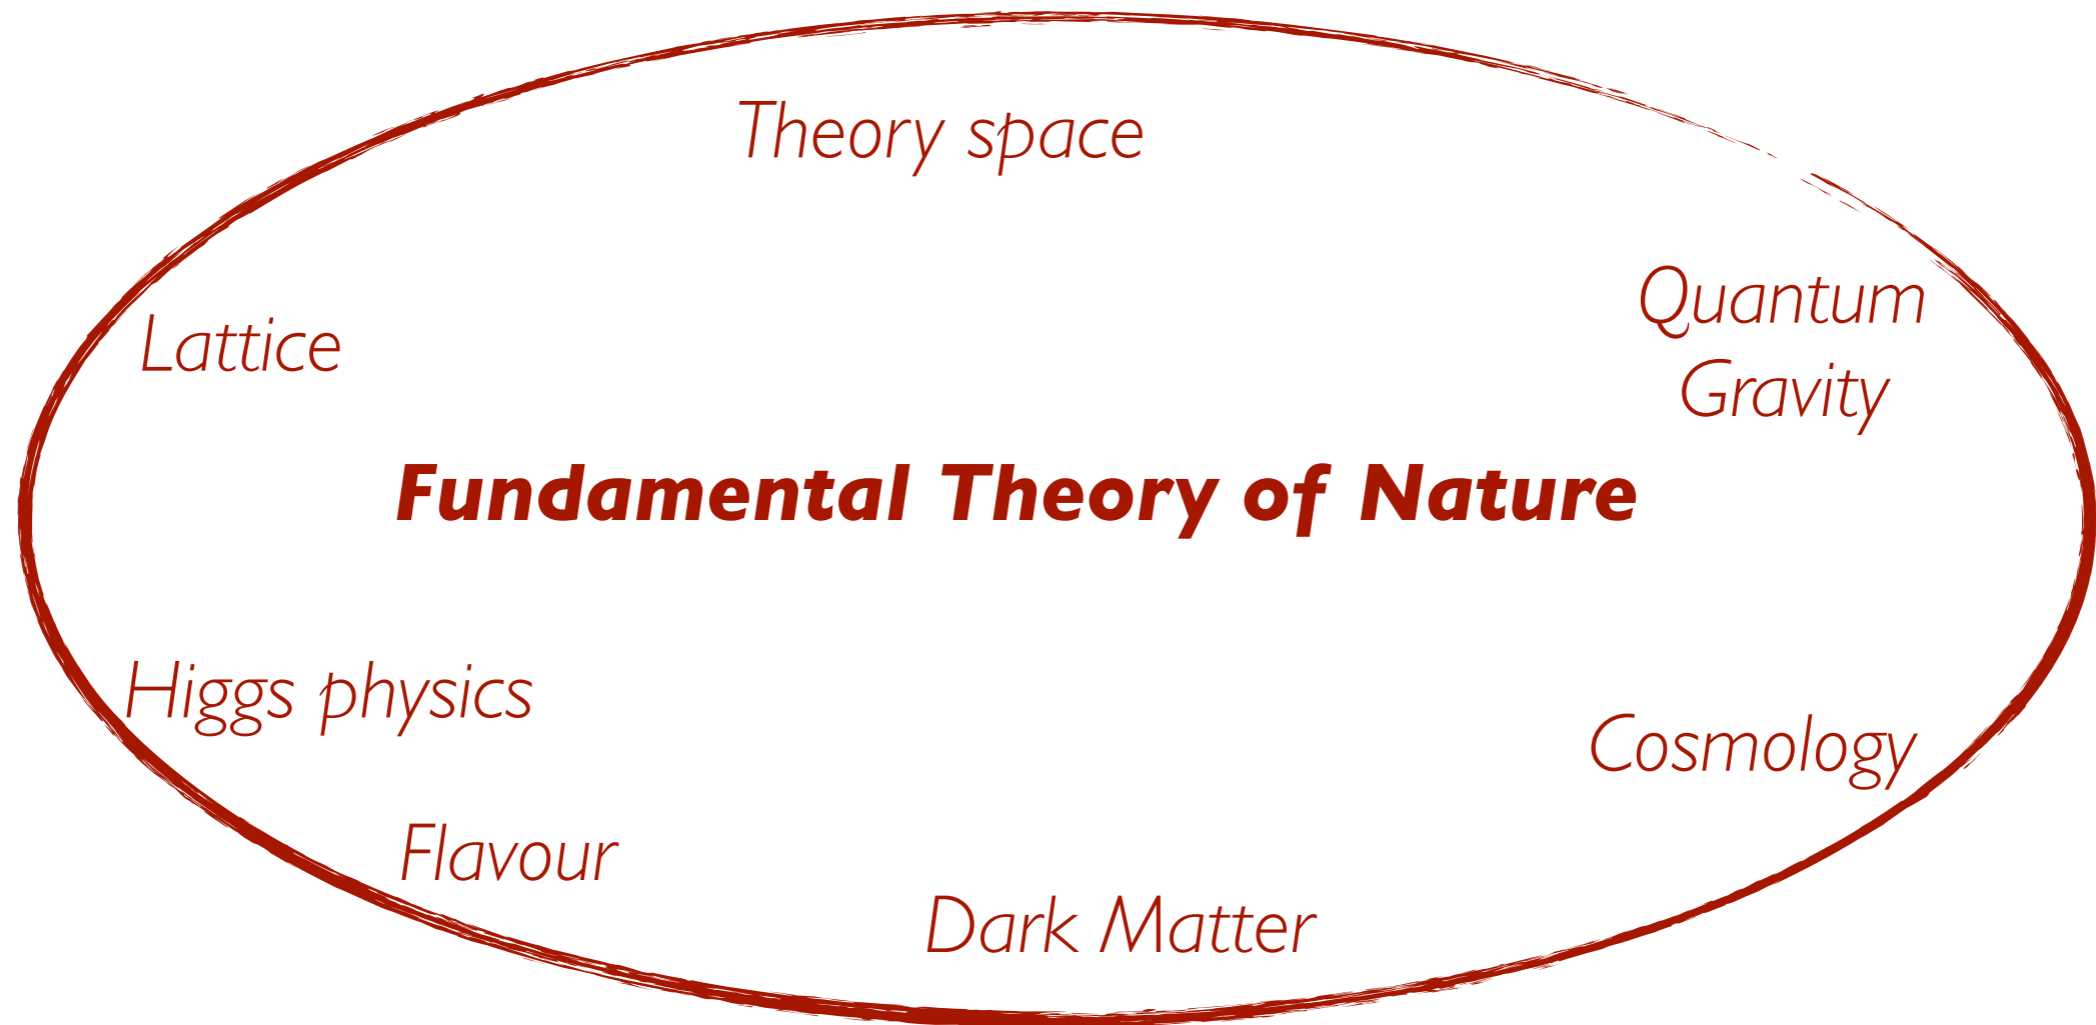 Theory space
Quantum
Gravity
Lattice
Fundamental Theory of Nature
Higgs physics
Cosmology
Flavour
Dark Matter